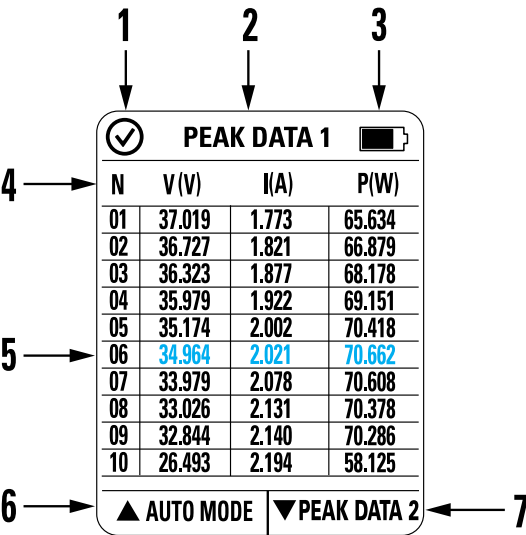 1 2 3
PEAK DATA 1
4
N V(V) I(A) P(W)
01 37.019 1.773 65.634
02 36.727 1.821 66.879
03 36.323 1.877 68.178
04 35.979 1.922 69.151
05 35.174 2.002 70.418
5
06 34.964 2.021 70.662
07 33.979 2.078 70.608
08 33.026 2.131 70.378
09 32.844 2.140 70.286
10 26.493 2.194 58.125
6
▲ AUTO MODE ▼PEAK DATA 2
7